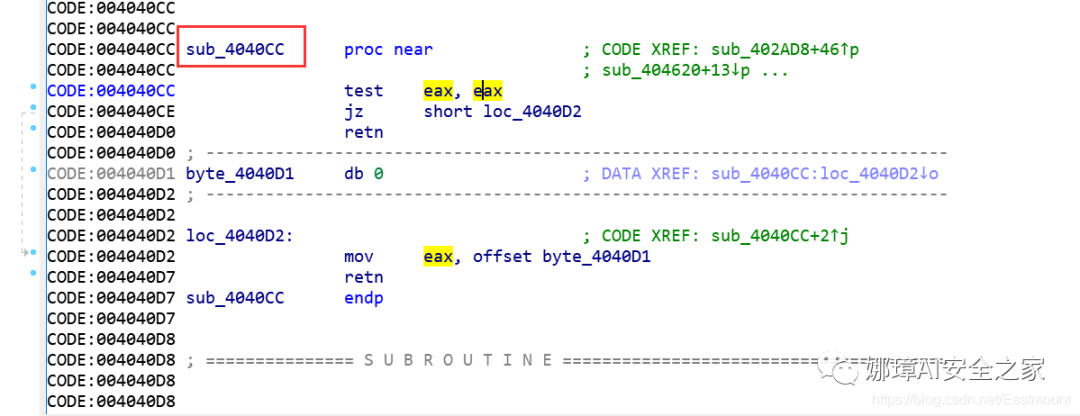 CODE:004040CC
CODE:004040CC
CODE:004040CC sub_4040CC proc near ; CODE XREF: sub_402AD8+46↑p
CODE:004040CC ; sub_404620+13↓p ...
CODE:004040CC test eax, eax
CODE:004040CE jz short loc_4040D2
CODE:004040D0 retn
CODE:004040D0 ; ---------------------------------------------------------------------------
CODE:004040D1 byte_4040D1 db 0 ; DATA XREF: sub_4040CC:loc_4040D2↓o
CODE:004040D2 ; ---------------------------------------------------------------------------
CODE:004040D2
CODE:004040D2 loc_4040D2: ; CODE XREF: sub_4040CC+2↑j
CODE:004040D2 mov eax, offset byte_4040D1
CODE:004040D7 retn
CODE:004040D7 sub_4040CC endp
CODE:004040D7
CODE:004040D8
CODE:004040D8 ; =============== S U B R O U T I N E =======================================
CODE:004040D8
CODE:004040D8
娜璋AI安全之家
https://blog.csdn.net/Eastmount